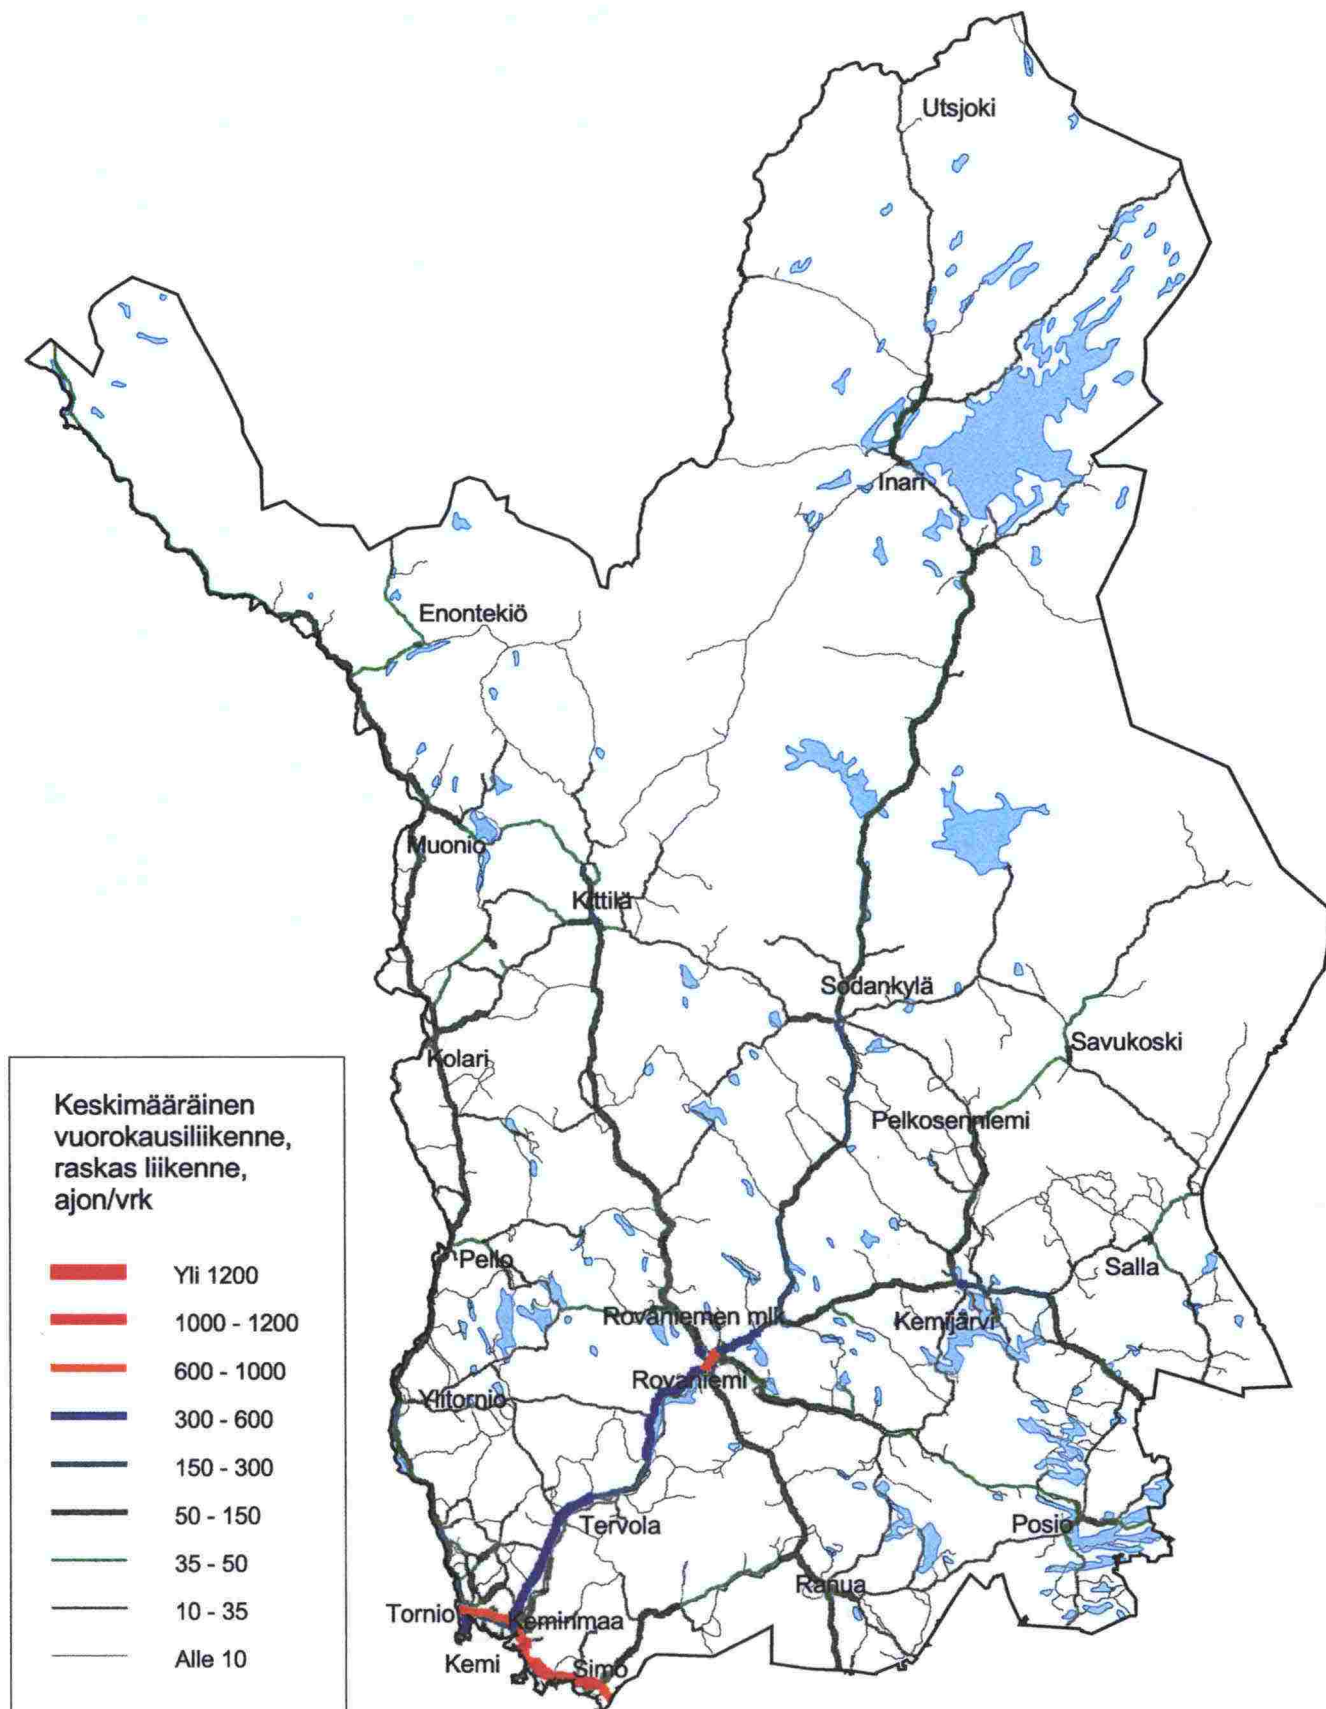 Utsjoki
Inari
Enontekiö
Muonio
Kittilä
Sodankylä
Savukoski
Kolari
Pelkosenniemi
Pello
Salla
Rovaniemen mlk
Kemijärvi
Rovaniemi
Ylitornio
Tervola
Posio
Ranua
Tornio
Keminmaa
Kemi
Simo
Keskimääräinen
vuorokausiliikenne,
raskas liikenne,
ajon/vrk
Yli 1200
1000 - 1200
600 - 1000
300 - 600
150 - 300
50 - 150
35 - 50
10 - 35
Alle 10